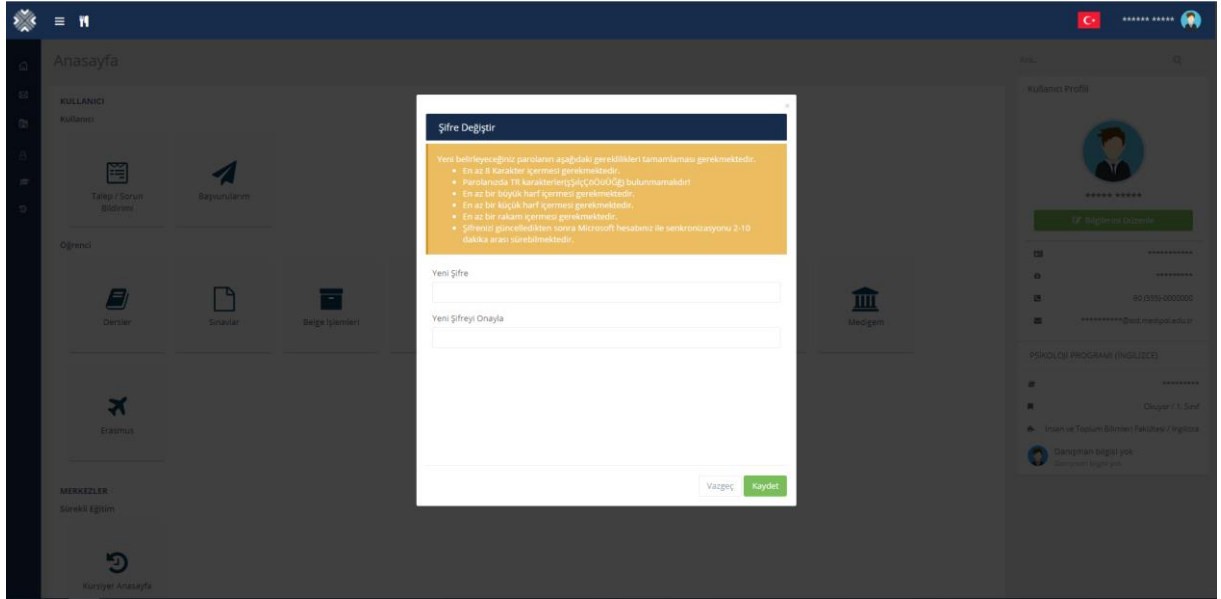 ****** *****
Anasayfa
Ara...
KULLANICI
Kullanıcı
Talep / Sorun
Bildirimi
Başvurularım
Öğrenci
Dersler
Sınavlar
Belge İşlemleri
Medigem
Erasmus
MERKEZLER
Sürekli Eğitim
Kursiyer Anasayfa
×
Şifre Değiştir
Yeni belirleyeceğiniz parolanın aşağıdaki gereklilikleri tamamlaması gerekmektedir.
En az 8 Karakter içermesi gerekmektedir.
bulunmamalıdır!
En az bir büyük harf içermesi gerekmektedir.
En az bir küçük harf içermesi gerekmektedir.
En az bir rakam içermesi gerekmektedir.
Şifrenizi güncelledikten sonra Microsoft hesabınız ile senkronizasyonu 2-10
dakika arası sürebilmektedir.
Yeni Şifre
Yeni Şifreyi Onayla
Vazgeç
Kaydet
Kullanıcı Profili
***** *****
Bilgilerini Düzenle
PSİKOLOJİ PROGRAMI (İNGİLİZCE)
Okuyor / 1. Sınıf
İnsan ve Toplum Bilimleri Fakültesi / İngilizce
Danışman bilgisi yok
Danışman bilgisi yok